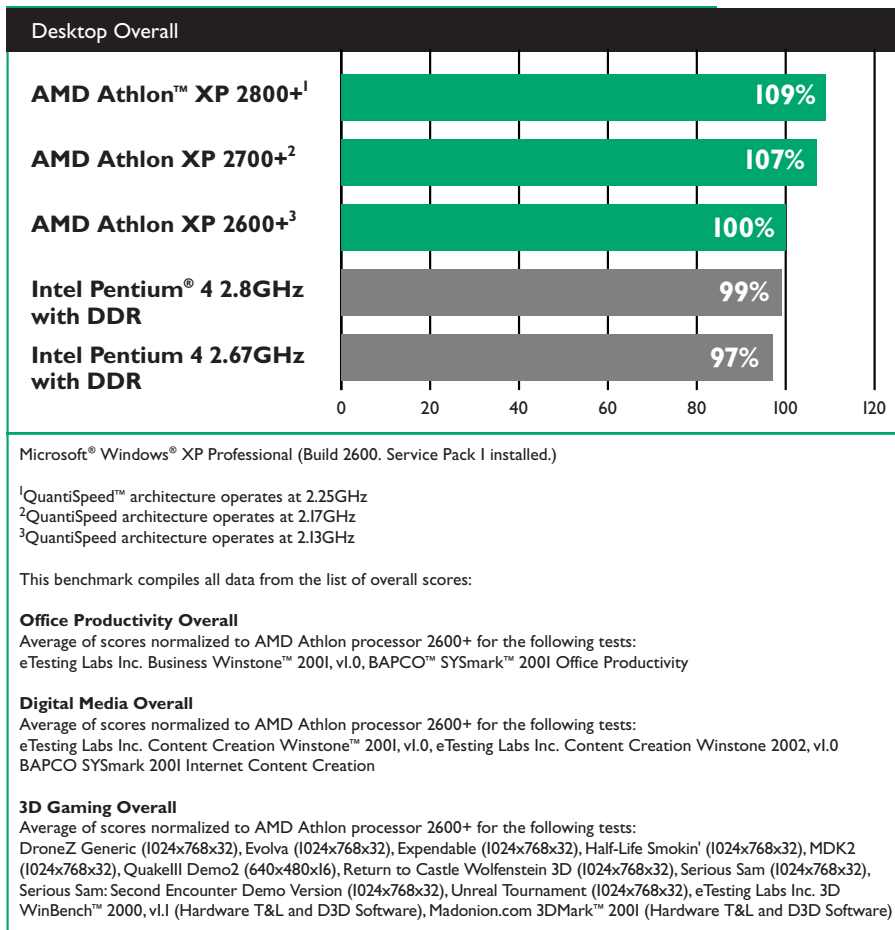 Desktop Overall
AMD Athlon™ XP 2800+¹
109%
AMD Athlon XP 2700+²
107%
AMD Athlon XP 2600+³
100%
Intel Pentium® 4 2.8GHz
with DDR
99%
Intel Pentium 4 2.67GHz
with DDR
97%
0 20 40 60 80 100 120
Microsoft® Windows® XP Professional (Build 2600. Service Pack 1 installed.)
¹QuantiSpeed™ architecture operates at 2.25GHz
²QuantiSpeed architecture operates at 2.17GHz
³QuantiSpeed architecture operates at 2.13GHz
This benchmark compiles all data from the list of overall scores:
Office Productivity Overall
Average of scores normalized to AMD Athlon processor 2600+ for the following tests:
eTesting Labs Inc. Business Winstone™ 2001, v1.0, BAPCO™ SYSmark™ 2001 Office Productivity
Digital Media Overall
Average of scores normalized to AMD Athlon processor 2600+ for the following tests:
eTesting Labs Inc. Content Creation Winstone™ 2001, v1.0, eTesting Labs Inc. Content Creation Winstone 2002, v1.0
BAPCO SYSmark 2001 Internet Content Creation
3D Gaming Overall
Average of scores normalized to AMD Athlon processor 2600+ for the following tests:
DroneZ Generic (1024x768x32), Evolva (1024x768x32), Expendable (1024x768x32), Half-Life Smokin' (1024x768x32), MDK2
(1024x768x32), QuakeIII Demo2 (640x480x16), Return to Castle Wolfenstein 3D (1024x768x32), Serious Sam (1024x768x32),
Serious Sam: Second Encounter Demo Version (1024x768x32), Unreal Tournament (1024x768x32), eTesting Labs Inc. 3D
WinBench™ 2000, v1.1 (Hardware T&L and D3D Software), Madonion.com 3DMark™ 2001 (Hardware T&L and D3D Software)